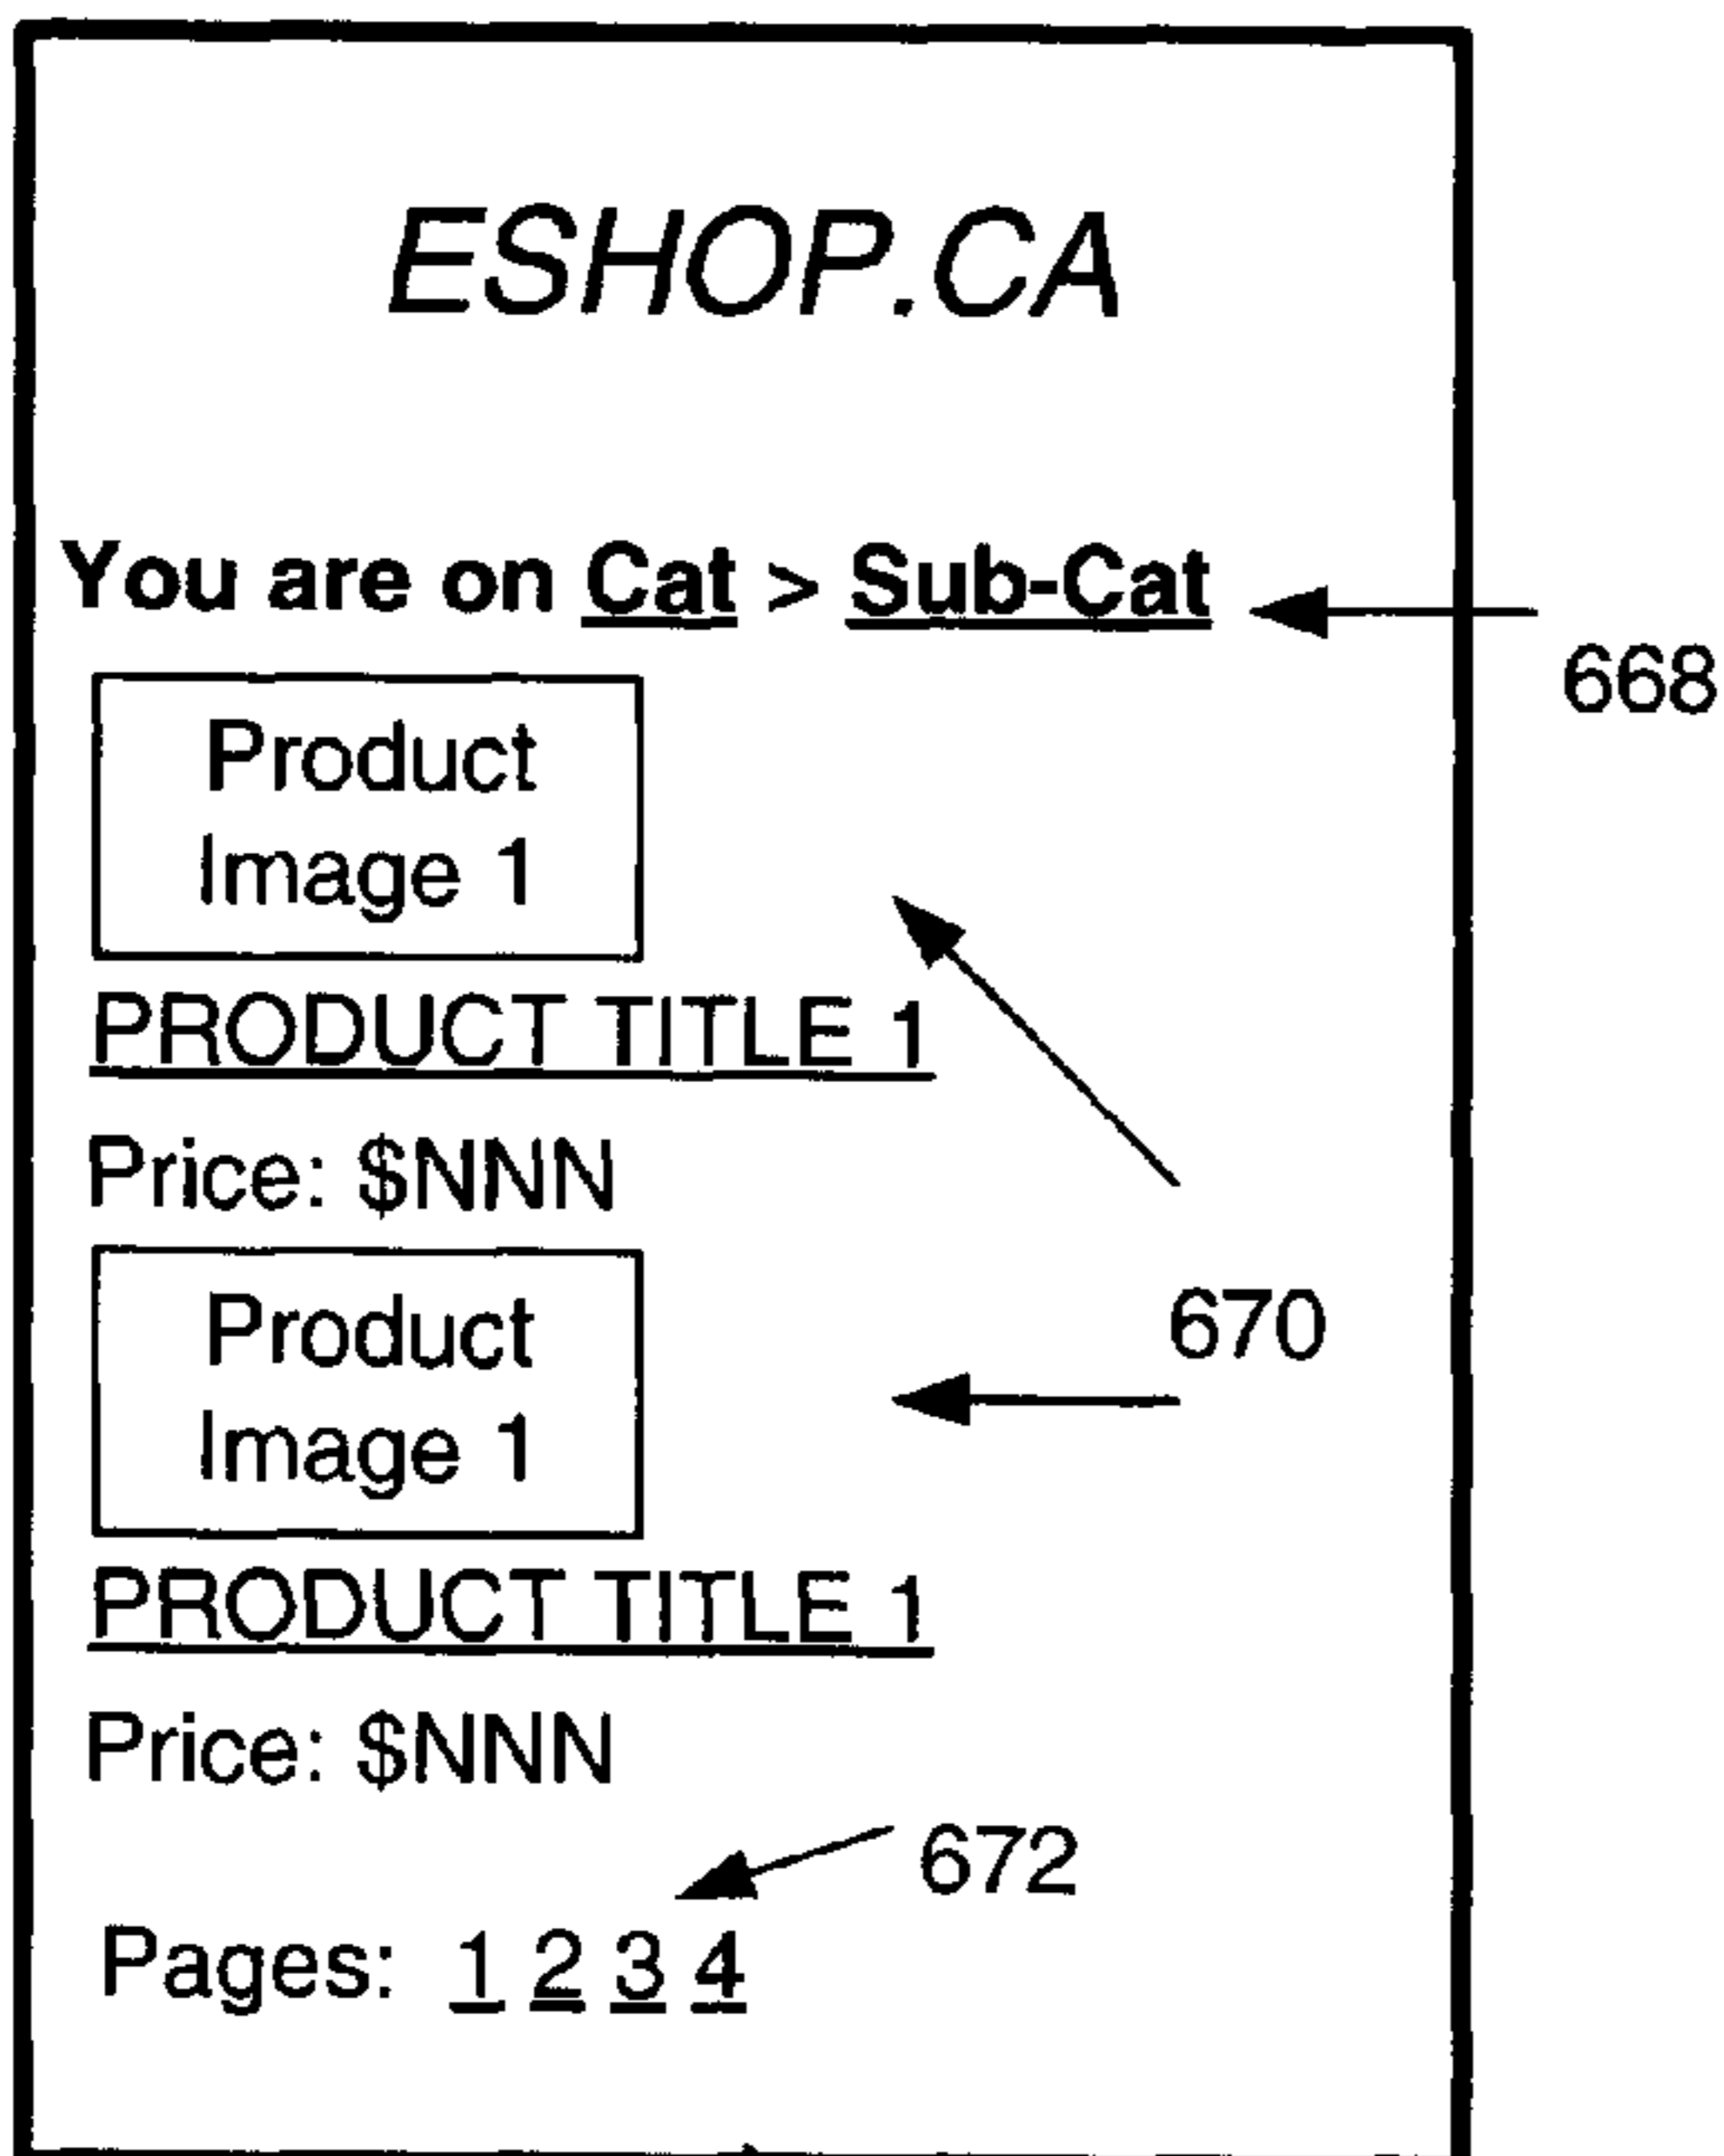 ESHOP.CA
You are on Cat > Sub-Cat
668
Product
Image 1
PRODUCT TITLE 1
Price: $NNN
670
Product
Image 1
PRODUCT TITLE 1
Price: $NNN
672
Pages: 1 2 3 4